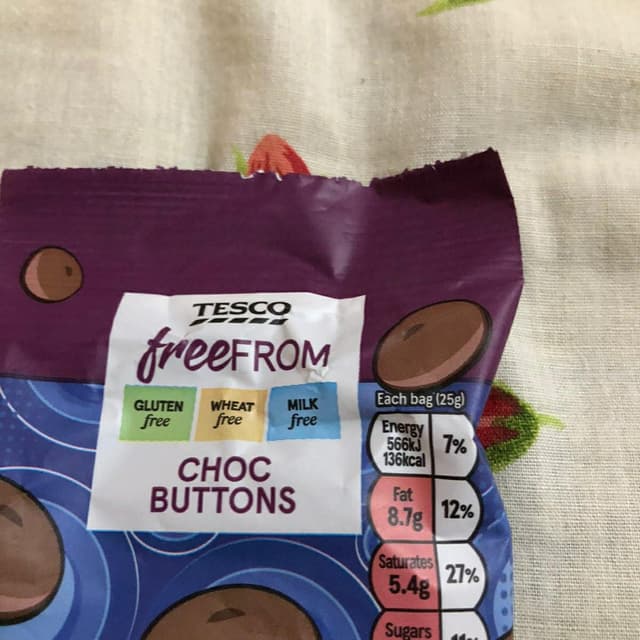 TESCO
freeFROM
GLUTEN free
WHEAT free
MILK free
CHOC
BUTTONS
Each bag (25g)
Energy
566kJ
136kcal
7%
Fat
8.7g
12%
Saturates
5.4g
27%
Sugars